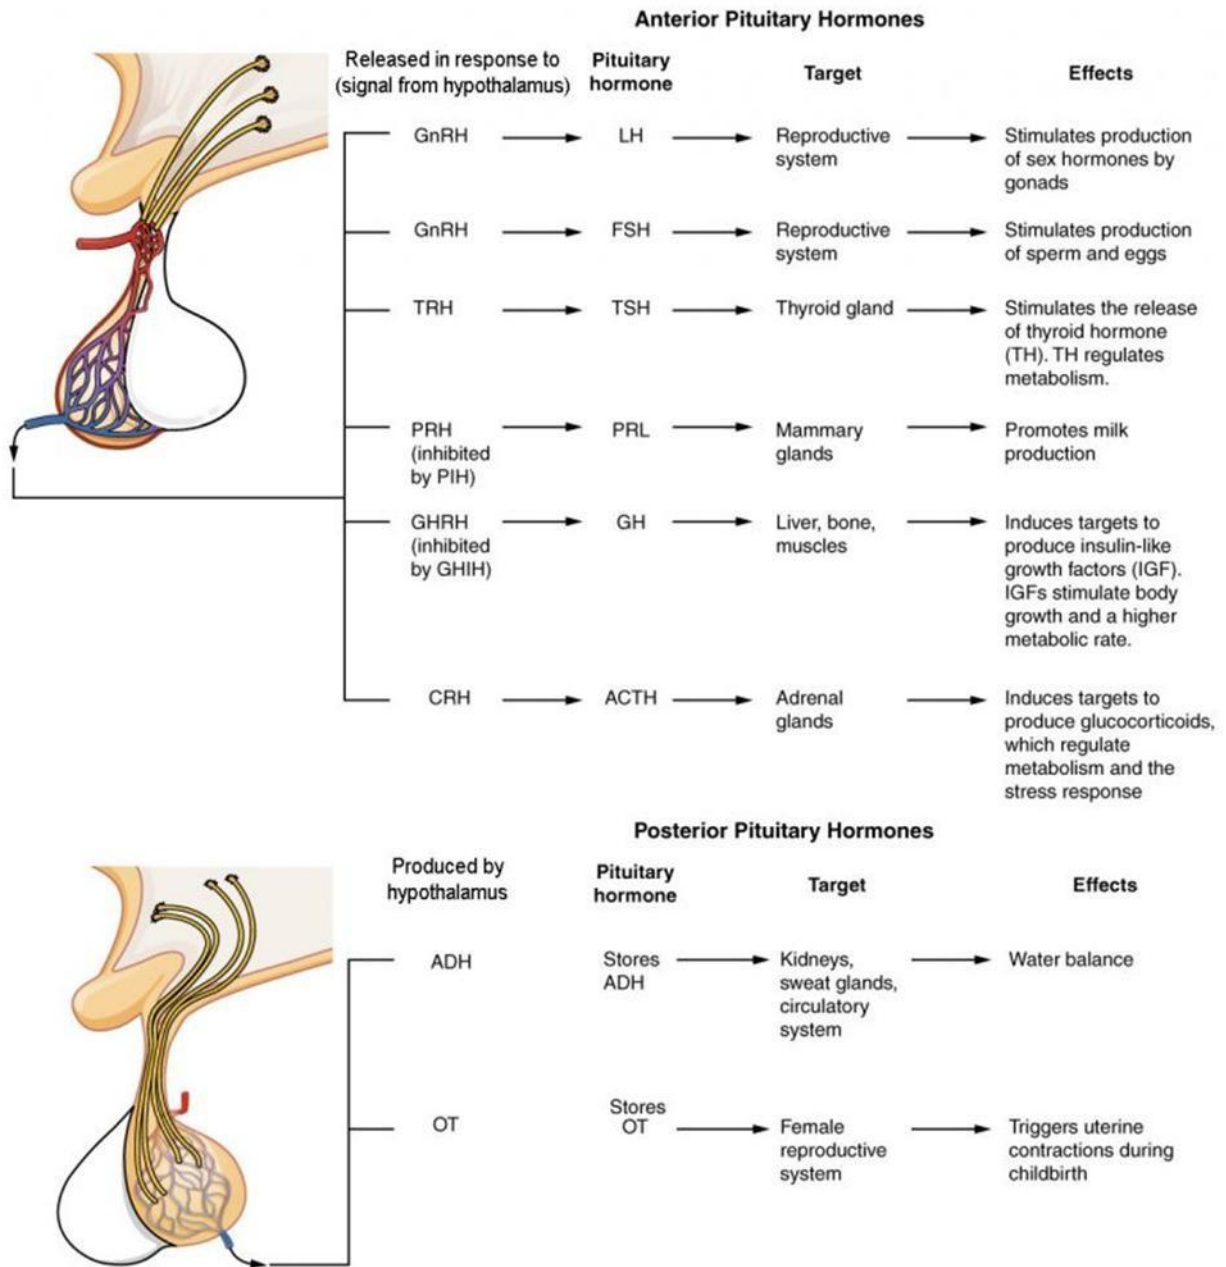 Anterior Pituitary Hormones
Released in response to
(signal from hypothalamus)
Pituitary
hormone
Target
Effects
GnRH
LH
Reproductive
system
Stimulates production
of sex hormones by
gonads
GnRH
FSH
Reproductive
system
Stimulates production
of sperm and eggs
TRH
TSH
Thyroid gland
Stimulates the release
of thyroid hormone
(TH). TH regulates
metabolism.
PRH
(inhibited
by PIH)
PRL
Mammary
glands
Promotes milk
production
GHRH
(inhibited
by GHIH)
GH
Liver, bone,
muscles
Induces targets to
produce insulin-like
growth factors (IGF).
IGFs stimulate body
growth and a higher
metabolic rate.
CRH
ACTH
Adrenal
glands
Induces targets to
produce glucocorticoids,
which regulate
metabolism and the
stress response
Posterior Pituitary Hormones
Produced by
hypothalamus
Pituitary
hormone
Target
Effects
ADH
Stores
ADH
Kidneys,
sweat glands,
circulatory
system
Water balance
OT
Stores
OT
Female
reproductive
system
Triggers uterine
contractions during
childbirth